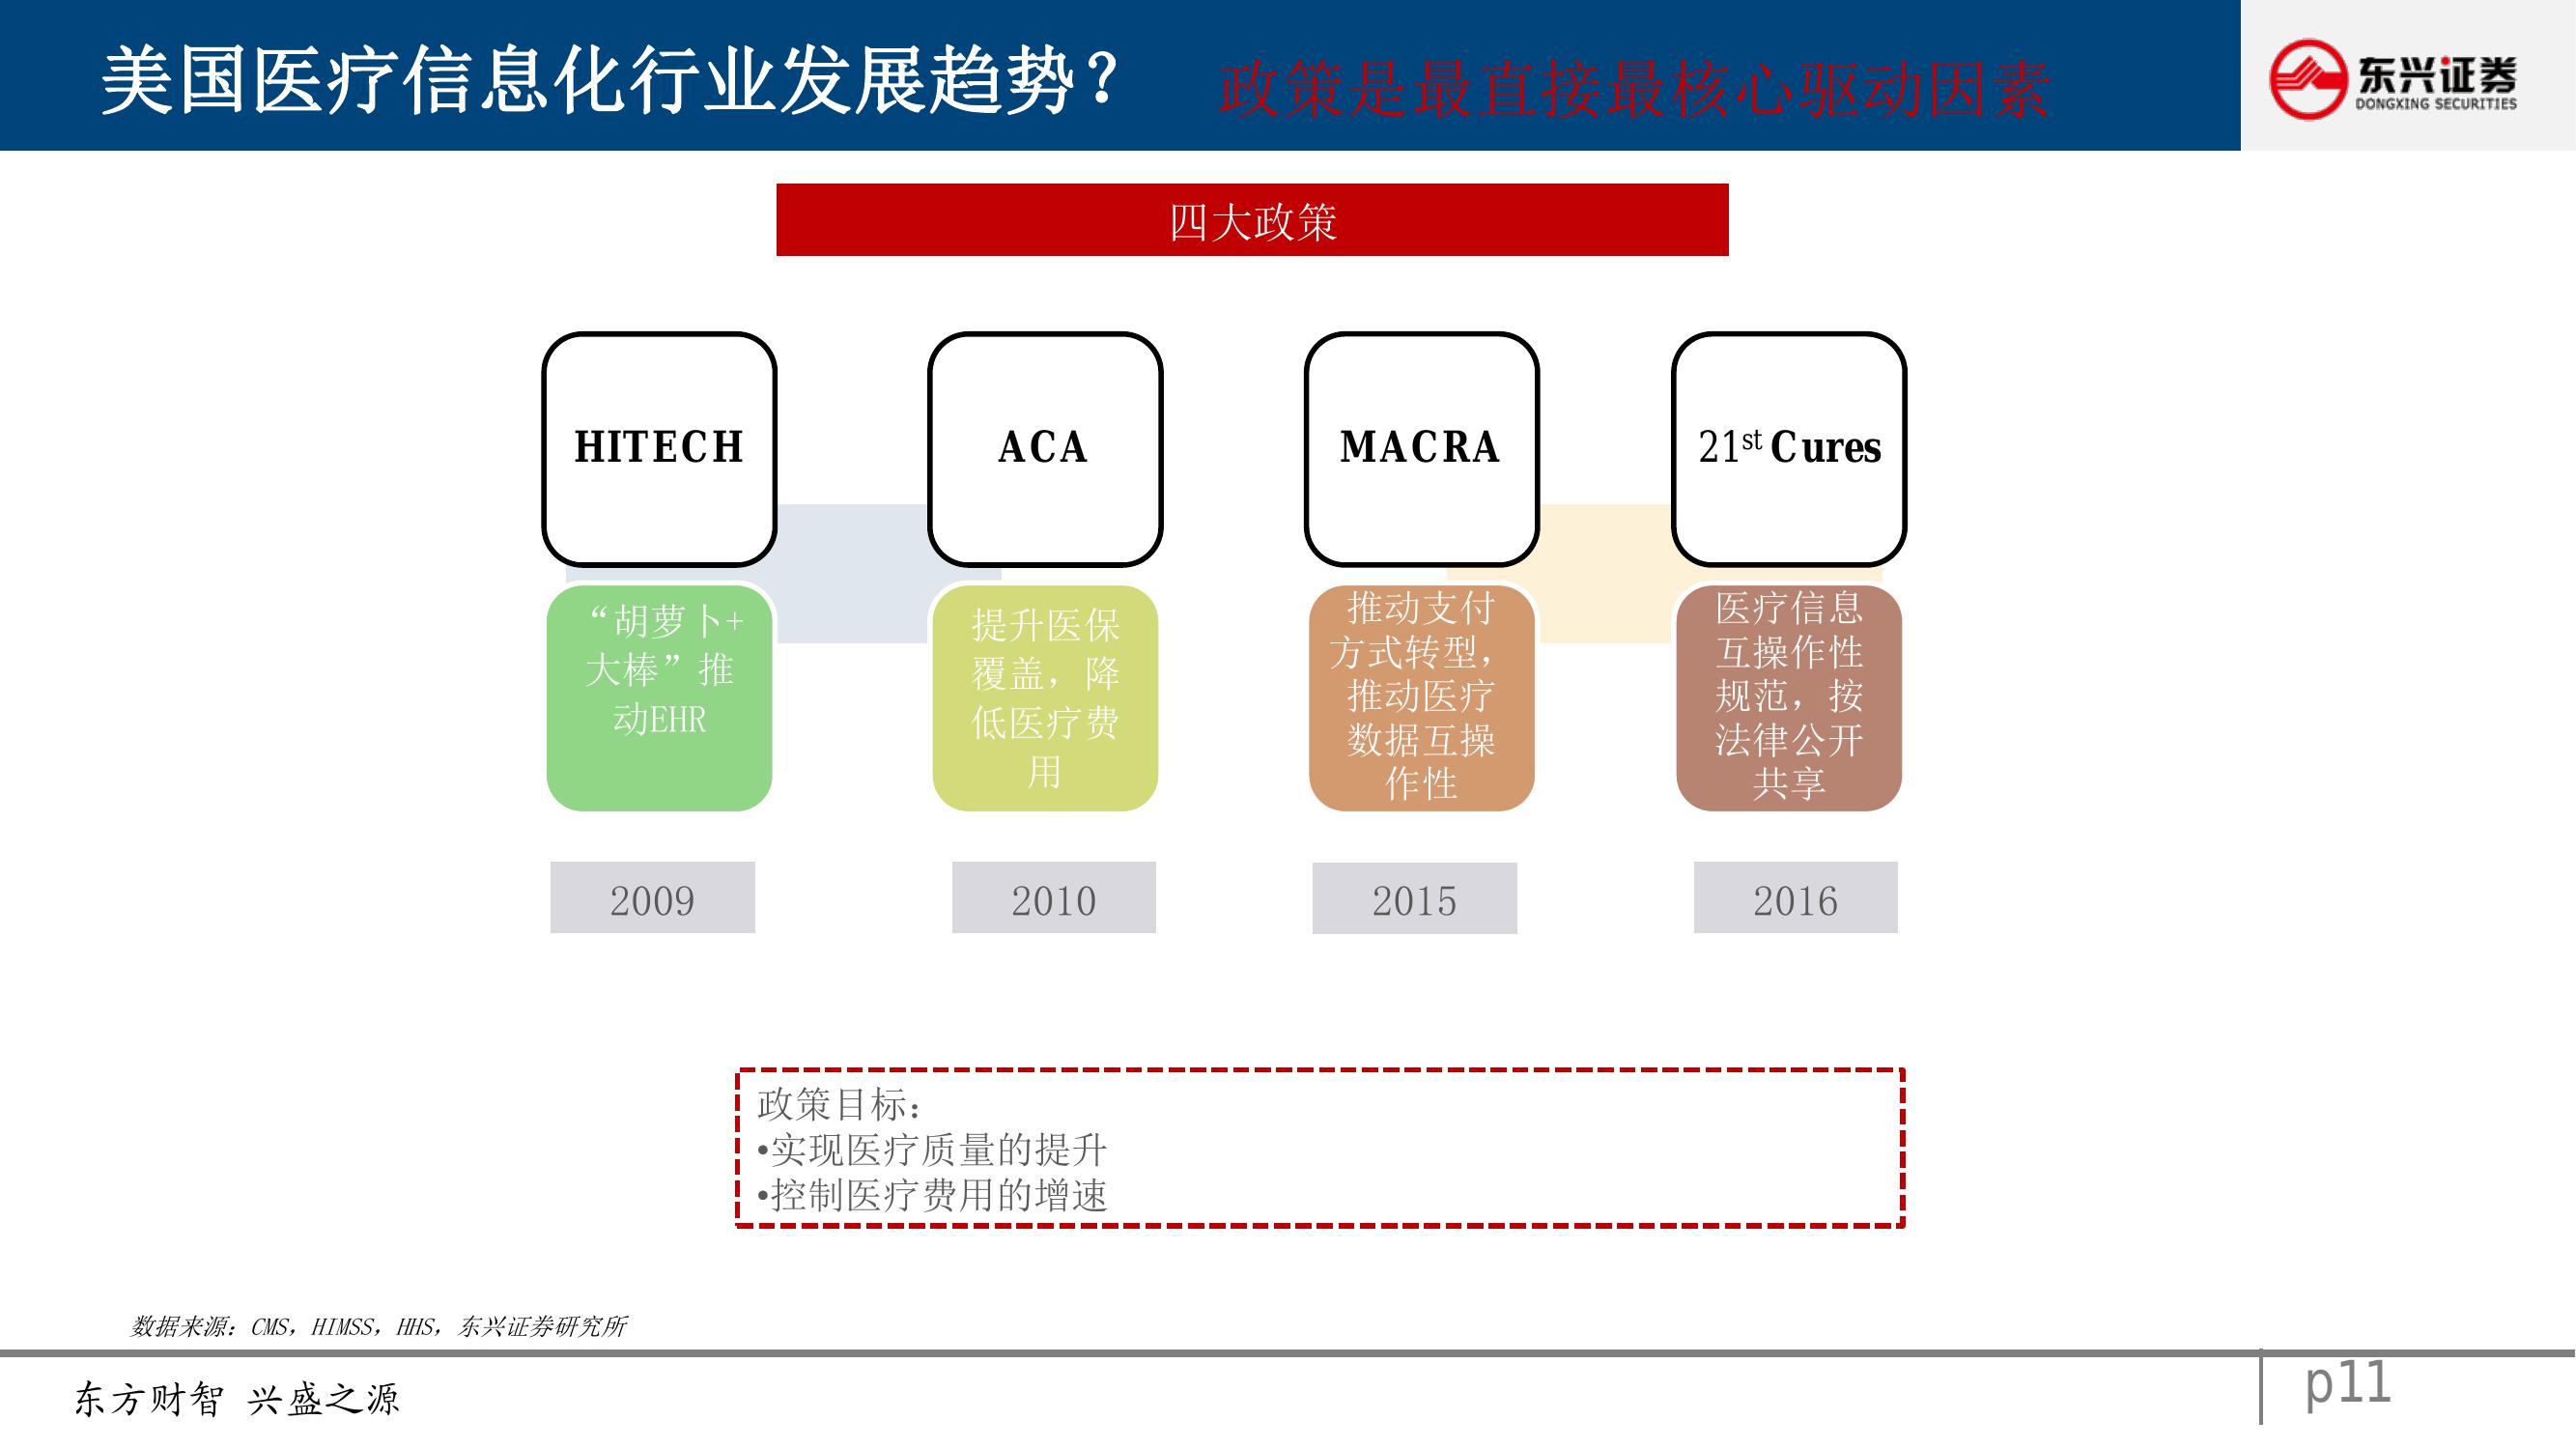 美国医疗信息化行业发展趋势？ 政策是最直接最核心驱动因素
东兴证券
DONGXING SECURITIES
四大政策
HITECH
ACA
MACRA
21st Cures
“胡萝卜+
大棒”推
动EHR
提升医保
覆盖，降
低医疗费
用
推动支付
方式转型，
推动医疗
数据互操
作性
医疗信息
互操作性
规范，按
法律公开
共享
2009
2010
2015
2016
政策目标：
•实现医疗质量的提升
•控制医疗费用的增速
数据来源：CMS，HIMSS，HHS，东兴证券研究所
东方财智 兴盛之源
p11